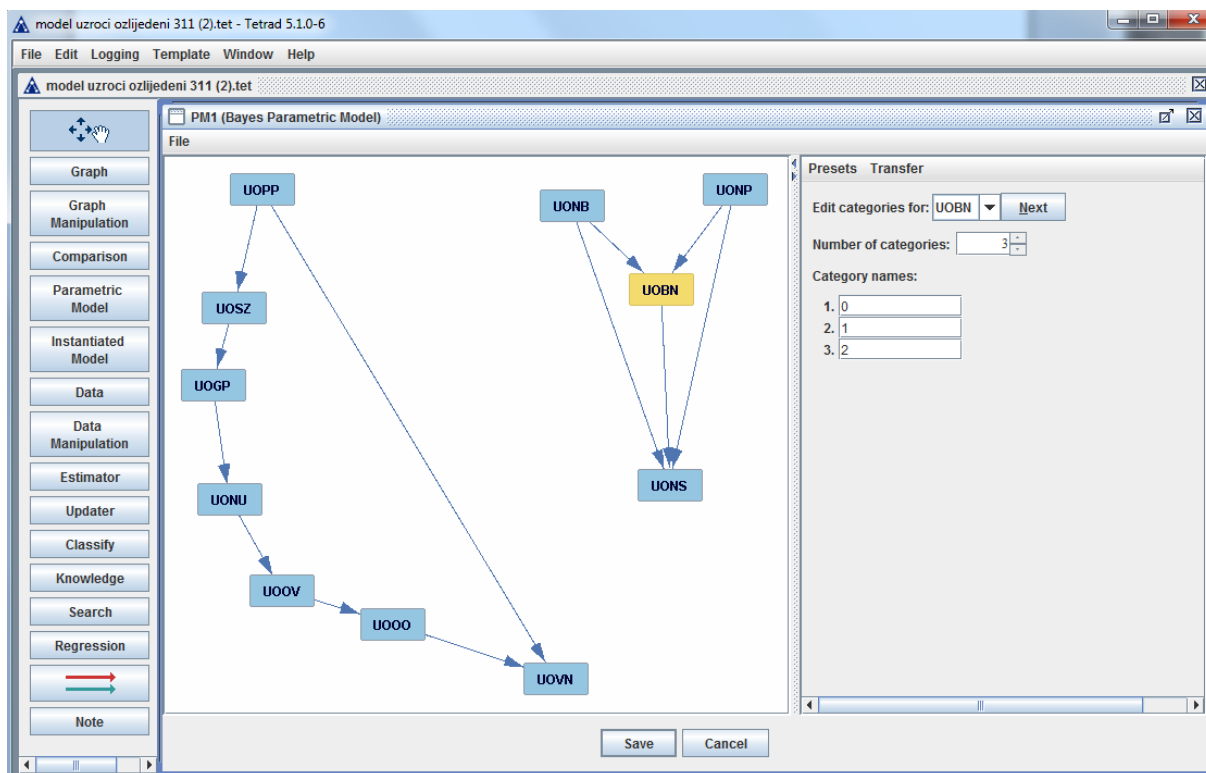 model uzroci ozlijedeni 311 (2).tet - Tetrad 5.1.0-6
File Edit Logging Template Window Help
model uzroci ozlijedeni 311 (2).tet
Graph
Graph
Manipulation
Comparison
Parametric
Model
Instantiated
Model
Data
Data
Manipulation
Estimator
Updater
Classify
Knowledge
Search
Regression
Note
PM1 (Bayes Parametric Model)
File
UOPP
UONB
UONP
UOBN
UOSZ
UOGP
UONS
UONU
UOOV
UOOO
UOVN
Presets Transfer
Edit categories for: UOBN Next
Number of categories: 3
Category names:
1. 0
2. 1
3. 2
Save Cancel